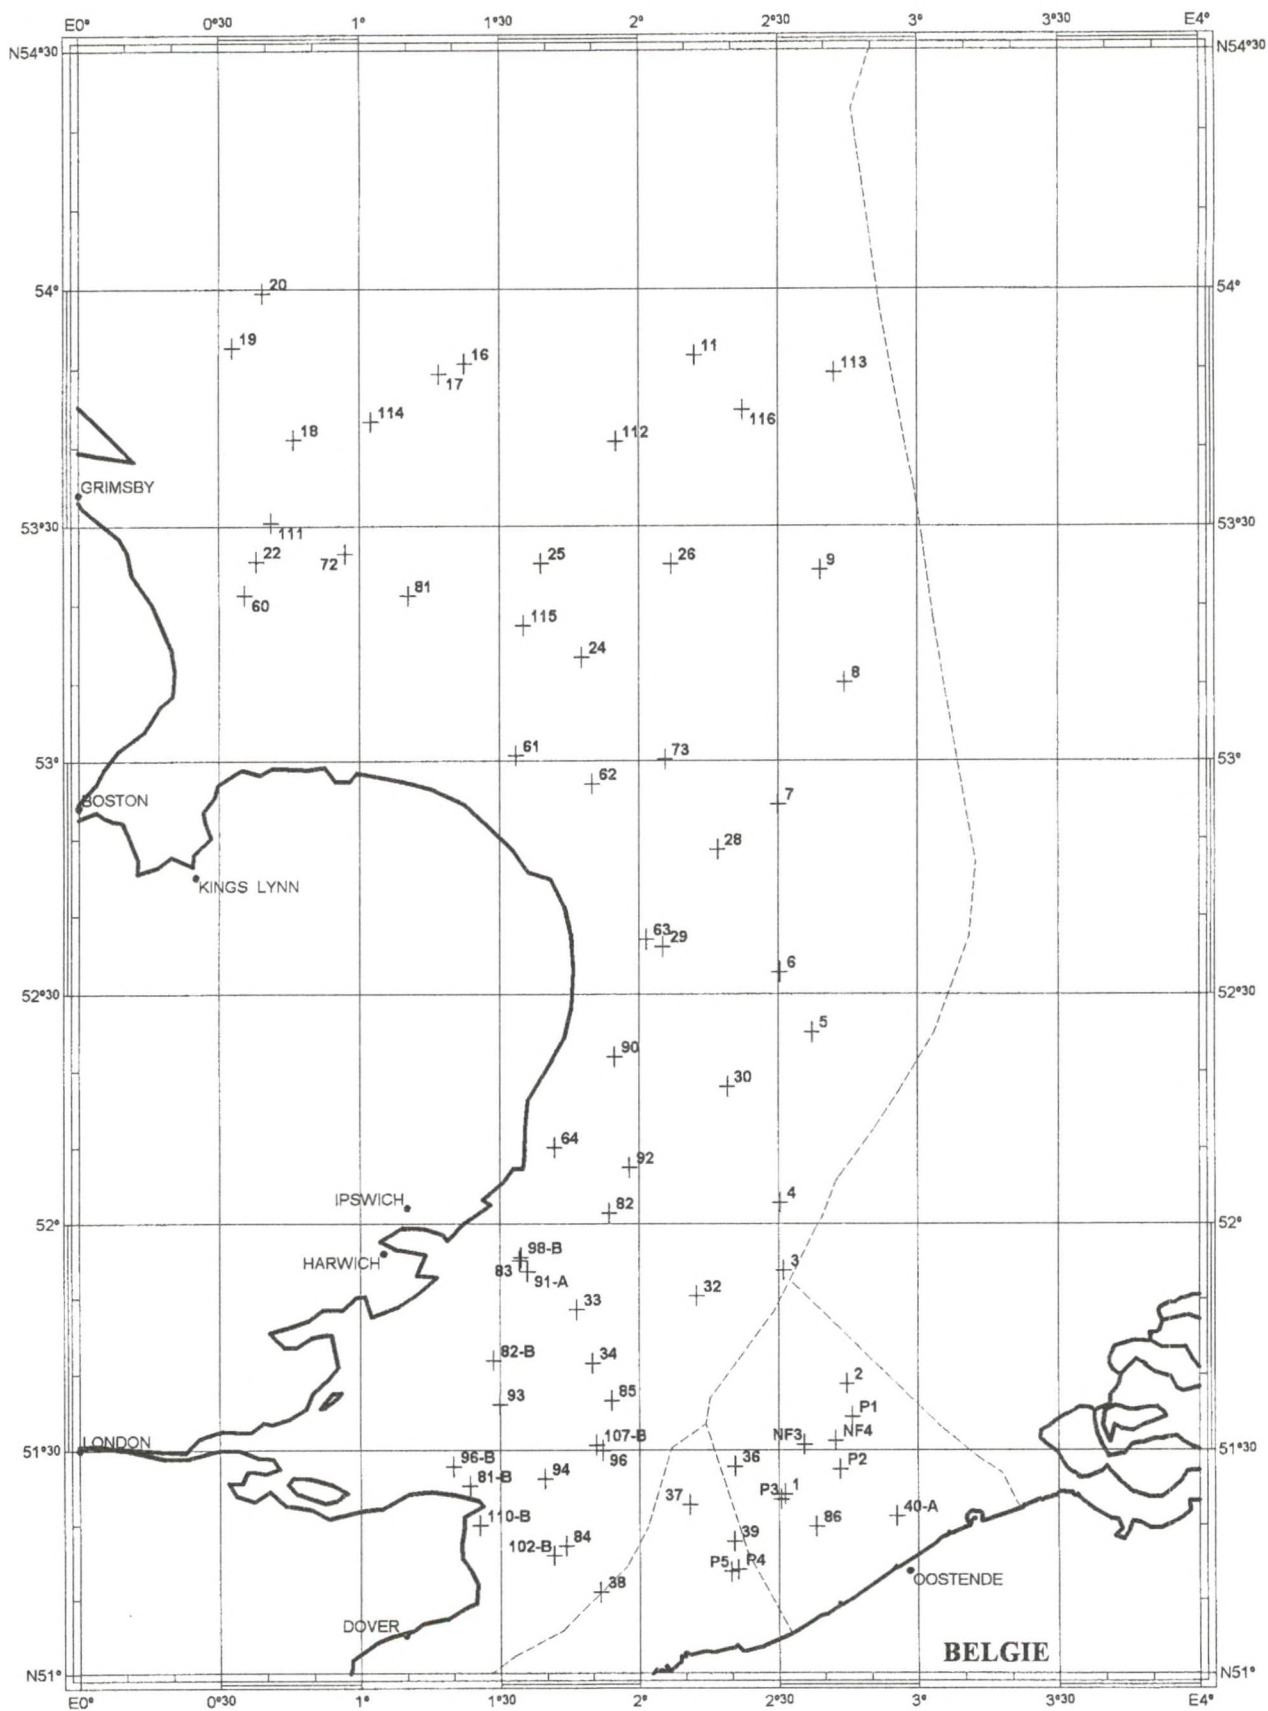 E0° 0°30 1° 1°30 2° 2°30 3° 3°30 E4°
N54°30 N54°30
54° 20 54°
19
16
17
11
113
116
114
18
112
GRIMSBY
53°30 111 53°30
22
72
25
26
9
60
81
115
24
8
61
73
53° 53°
62
BOSTON
7
28
KINGS LYNN
63 29
6
52°30 52°30
5
90
30
64
92
IPSWICH
82
4
52° 52°
98-B
HARWICH
83
91-A
3
33
32
82-B
34
2
93
85
P1
LONDON
107-B
NF3
NF4
51°30 51°30
96-B
96
36
P2
81-B
94
P3
1
37
110-B
86
40-A
102-B
84
39
P5
P4
38
OOSTENDE
DOVER
BELGIE
N51° N51°
E0° 0°30 1° 1°30 2° 2°30 3° 3°30 E4°